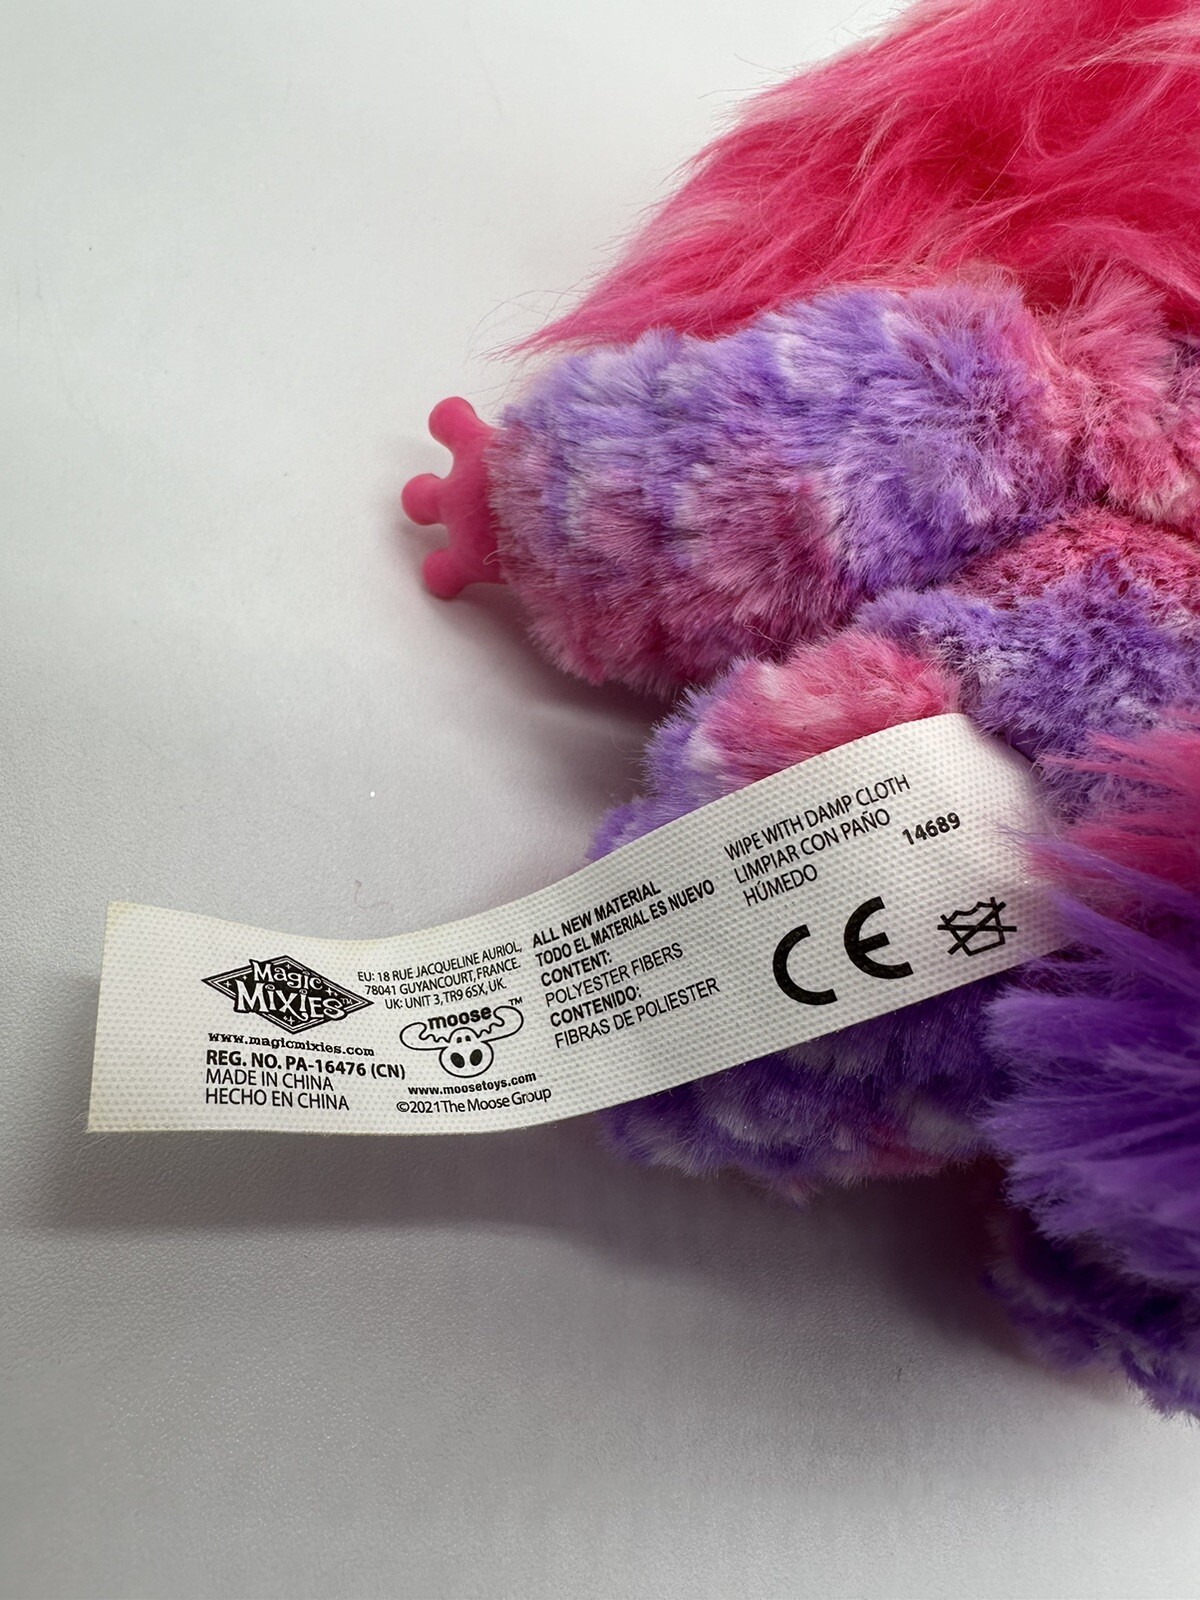 Magic
MIXIES™
www.magicmixies.com
REG. NO. PA-16476 (CN)
MADE IN CHINA
HECHO EN CHINA
EU: 18 RUE JACQUELINE AURIOL,
78041 GUYANCOURT, FRANCE.
UK: UNIT 3, TR9 6SX, UK
moose™
www.moosetoys.com
©2021 The Moose Group
ALL NEW MATERIAL
TODO EL MATERIAL ES NUEVO
CONTENT:
POLYESTER FIBERS
CONTENIDO:
FIBRAS DE POLIESTER
WIPE WITH DAMP CLOTH
LIMPIAR CON PAÑO
HÚMEDO
14689
CE